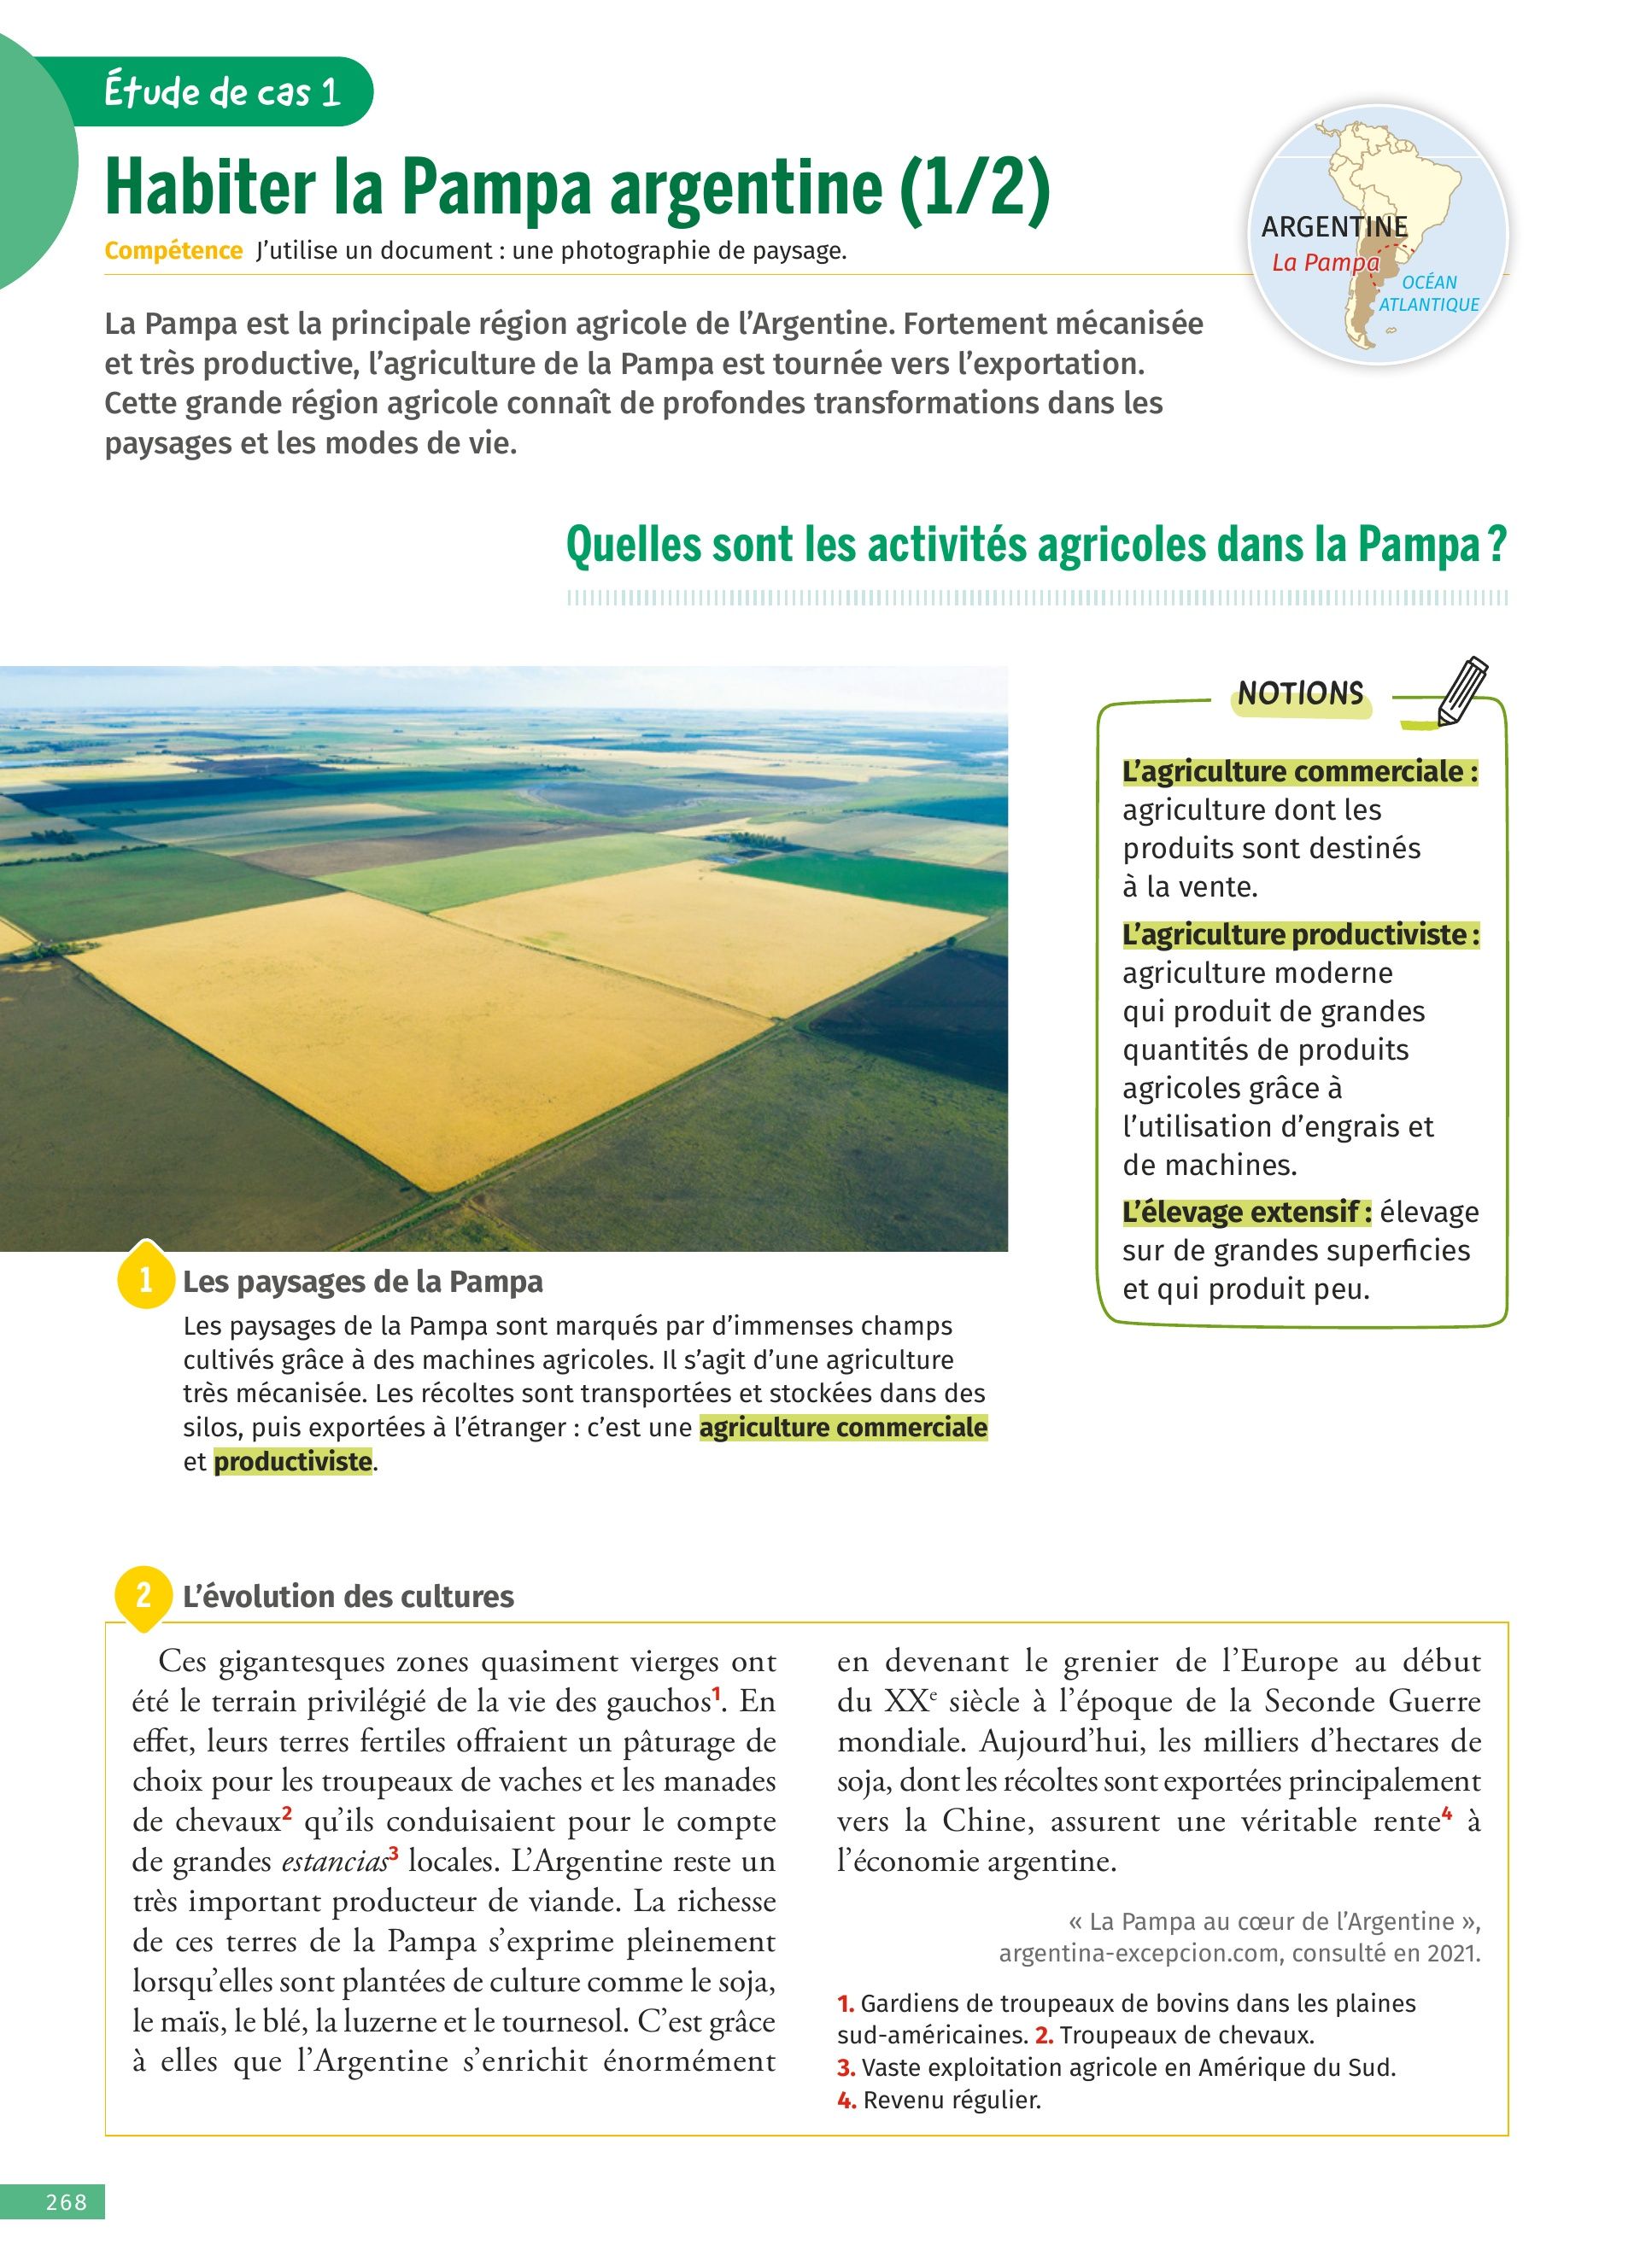 Étude de cas 1
Habiter la Pampa argentine (1/2)
Compétence J’utilise un document : une photographie de paysage.
ARGENTINE
La Pampa
OCÉAN
ATLANTIQUE
La Pampa est la principale région agricole de l’Argentine. Fortement mécanisée
et très productive, l’agriculture de la Pampa est tournée vers l’exportation.
Cette grande région agricole connaît de profondes transformations dans les
paysages et les modes de vie.
Quelles sont les activités agricoles dans la Pampa ?
NOTIONS
L’agriculture commerciale :
agriculture dont les
produits sont destinés
à la vente.
L’agriculture productiviste :
agriculture moderne
qui produit de grandes
quantités de produits
agricoles grâce à
l’utilisation d’engrais et
de machines.
L’élevage extensif : élevage
sur de grandes superficies
et qui produit peu.
1 Les paysages de la Pampa
Les paysages de la Pampa sont marqués par d’immenses champs
cultivés grâce à des machines agricoles. Il s’agit d’une agriculture
très mécanisée. Les récoltes sont transportées et stockées dans des
silos, puis exportées à l’étranger : c’est une agriculture commerciale
et productiviste.
2 L’évolution des cultures
Ces gigantesques zones quasiment vierges ont
été le terrain privilégié de la vie des gauchos1. En
effet, leurs terres fertiles offraient un pâturage de
choix pour les troupeaux de vaches et les manades
de chevaux2 qu’ils conduisaient pour le compte
de grandes estancias3 locales. L’Argentine reste un
très important producteur de viande. La richesse
de ces terres de la Pampa s’exprime pleinement
lorsqu’elles sont plantées de culture comme le soja,
le maïs, le blé, la luzerne et le tournesol. C’est grâce
à elles que l’Argentine s’enrichit énormément
en devenant le grenier de l’Europe au début
du XXe siècle à l’époque de la Seconde Guerre
mondiale. Aujourd’hui, les milliers d’hectares de
soja, dont les récoltes sont exportées principalement
vers la Chine, assurent une véritable rente4 à
l’économie argentine.
« La Pampa au cœur de l’Argentine »,
argentina-excepcion.com, consulté en 2021.
1. Gardiens de troupeaux de bovins dans les plaines
sud-américaines. 2. Troupeaux de chevaux.
3. Vaste exploitation agricole en Amérique du Sud.
4. Revenu régulier.
268